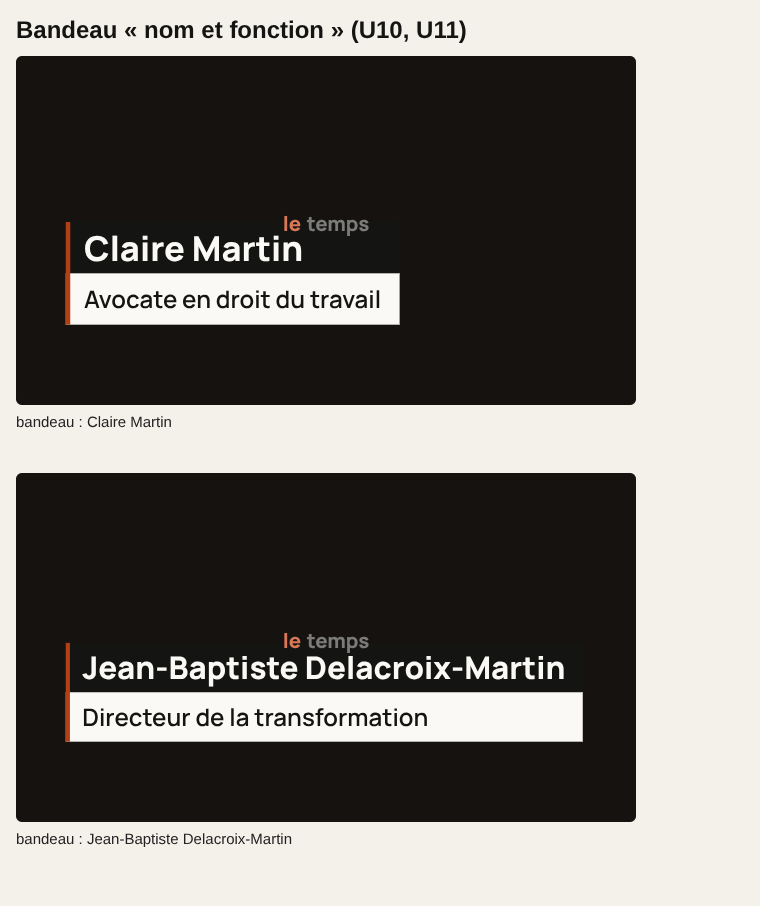 Bandeau « nom et fonction » (U10, U11)
le temps
Claire Martin
Avocate en droit du travail
bandeau : Claire Martin
le temps
Jean-Baptiste Delacroix-Martin
Directeur de la transformation
bandeau : Jean-Baptiste Delacroix-Martin